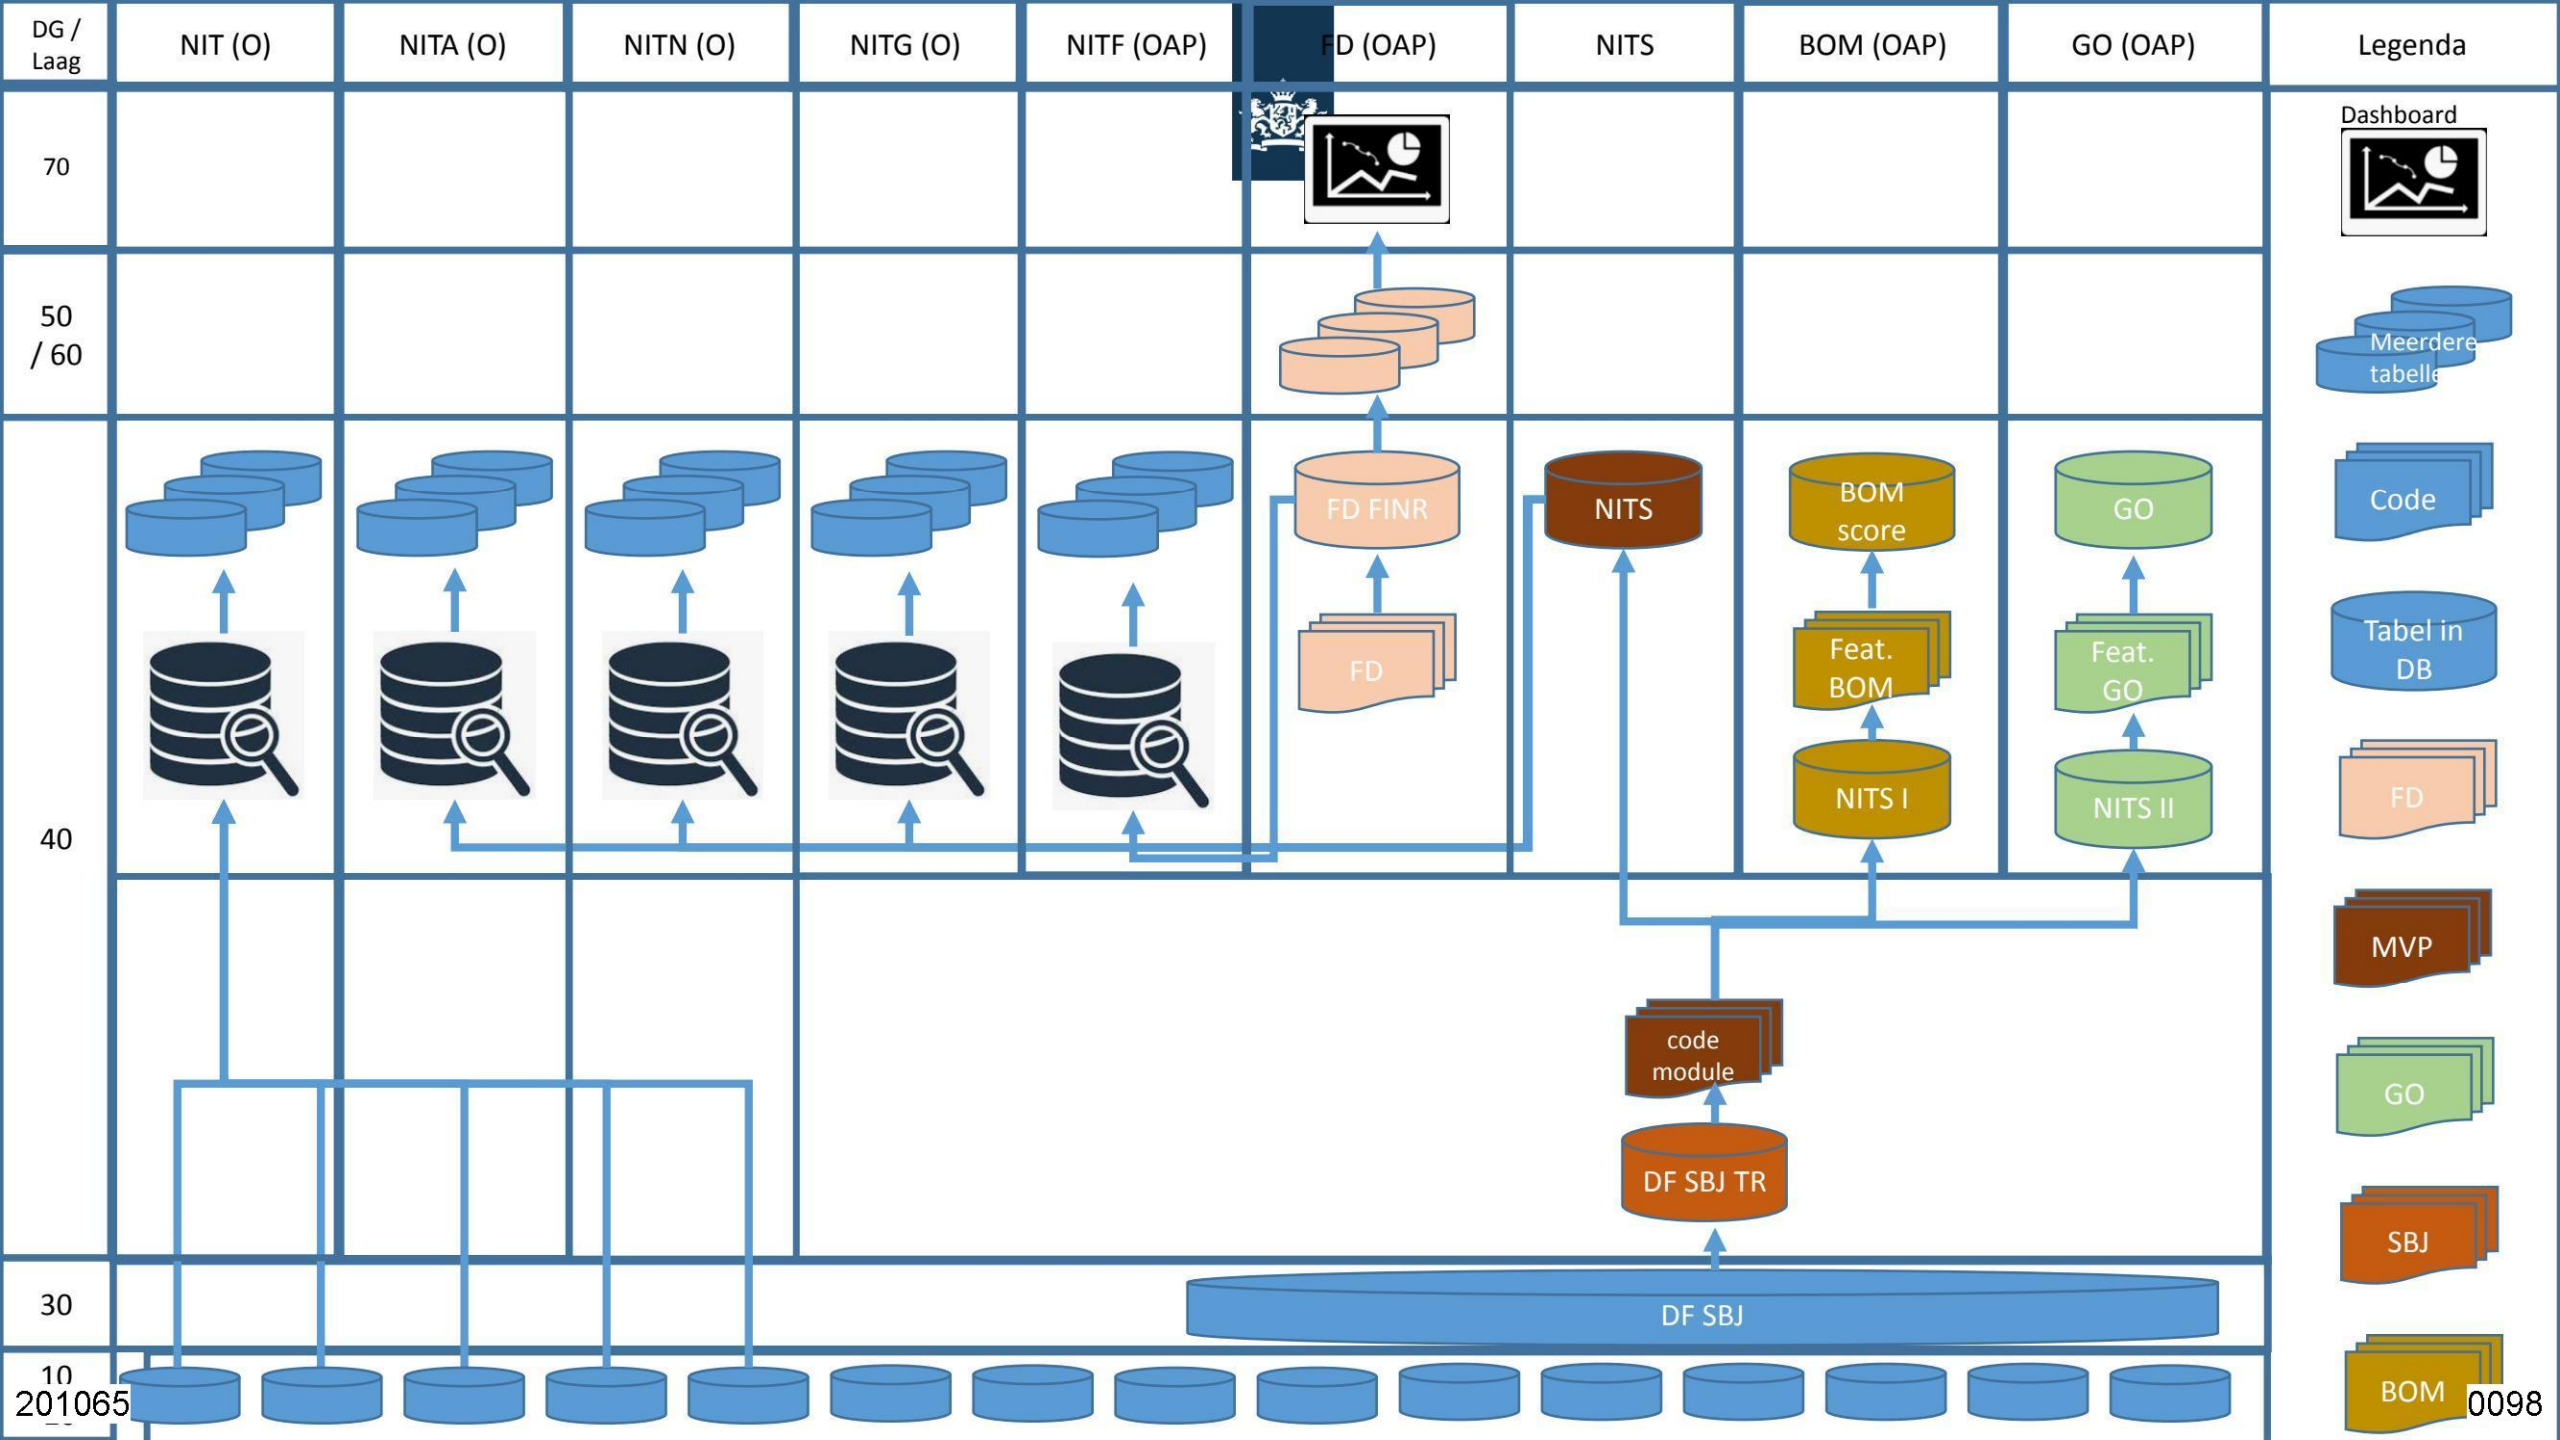 DG /
Laag
NIT (O)
NITA (O)
NITN (O)
NITG (O)
NITF (OAP)
FD (OAP)
NITS
BOM (OAP)
GO (OAP)
Legenda
70
Dashboard
50
/ 60
Meerdere
tabelle
40
FD FINR
NITS
BOM
score
GO
Code
FD
Feat.
BOM
Feat.
GO
Tabel in
DB
NITS I
NITS II
FD
MVP
code
module
GO
DF SBJ TR
SBJ
30
DF SBJ
10
201065
BOM
0098